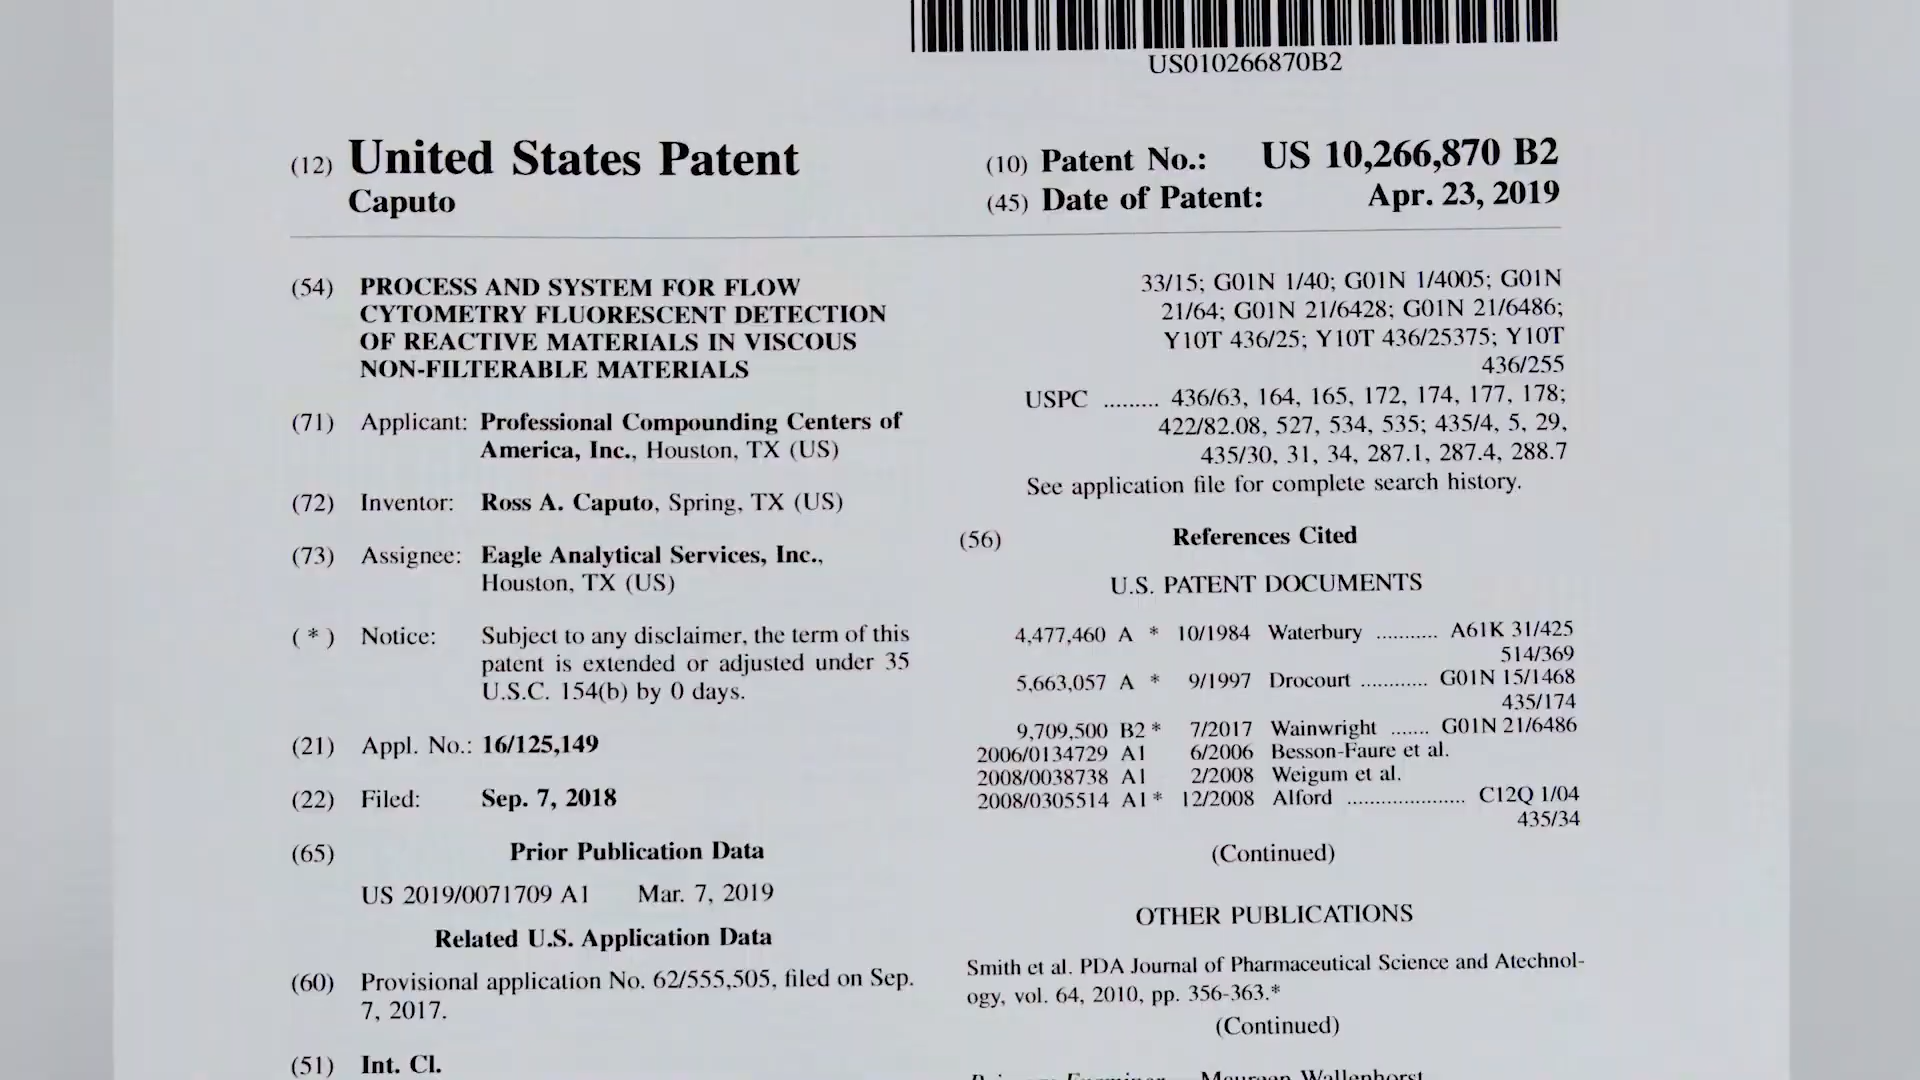 US010266870B2
(12) United States Patent
Caputo
(10) Patent No.: US 10,266,870 B2
(45) Date of Patent: Apr. 23, 2019
(54) PROCESS AND SYSTEM FOR FLOW
CYTOMETRY FLUORESCENT DETECTION
OF REACTIVE MATERIALS IN VISCOUS
NON-FILTERABLE MATERIALS
(71) Applicant: Professional Compounding Centers of
America, Inc., Houston, TX (US)
(72) Inventor: Ross A. Caputo, Spring, TX (US)
(73) Assignee: Eagle Analytical Services, Inc.,
Houston, TX (US)
( * ) Notice: Subject to any disclaimer, the term of this
patent is extended or adjusted under 35
U.S.C. 154(b) by 0 days.
(21) Appl. No.: 16/125,149
(22) Filed: Sep. 7, 2018
(65) Prior Publication Data
US 2019/0071709 A1 Mar. 7, 2019
Related U.S. Application Data
(60) Provisional application No. 62/555,505, filed on Sep.
7, 2017.
(51) Int. Cl.
33/15; G01N 1/40; G01N 1/4005; G01N
21/64; G01N 21/6428; G01N 21/6486;
Y10T 436/25; Y10T 436/25375; Y10T
436/255
USPC ......... 436/63, 164, 165, 172, 174, 177, 178;
422/82.08, 527, 534, 535; 435/4, 5, 29,
435/30, 31, 34, 287.1, 287.4, 288.7
See application file for complete search history.
(56) References Cited
U.S. PATENT DOCUMENTS
4,477,460 A * 10/1984 Waterbury ........... A61K 31/425
514/369
5,663,057 A * 9/1997 Drocourt ............ G01N 15/1468
435/174
9,709,500 B2 * 7/2017 Wainwright ....... G01N 21/6486
2006/0134729 A1 6/2006 Besson-Faure et al.
2008/0038738 A1 2/2008 Weigum et al.
2008/0305514 A1 * 12/2008 Alford ...................... C12Q 1/04
435/34
(Continued)
OTHER PUBLICATIONS
Smith et al. PDA Journal of Pharmaceutical Science and Atechnol-
ogy, vol. 64, 2010, pp. 356-363.*
(Continued)
Examiner Maureen Wallenhorst